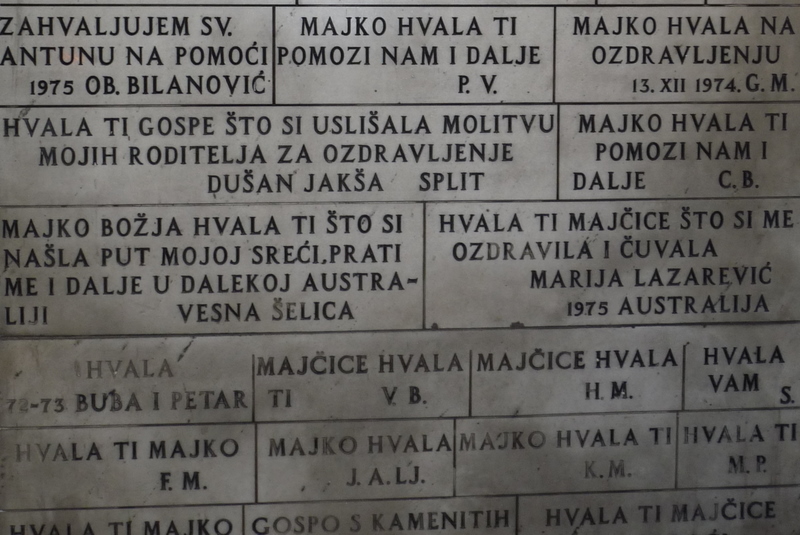 ZAHVALJUJEM SV.
ANTUNU NA POMOĆI
1975 OB. BILANOVIĆ
MAJKO HVALA TI
POMOZI NAM I DALJE
P. V.
MAJKO HVALA NA
OZDRAVLJENJU
13. XII 1974. G. M.
HVALA TI GOSPE ŠTO SI USLIŠALA MOLITVU
MOJIH RODITELJA ZA OZDRAVLJENJE
DUŠAN JAKŠA SPLIT
MAJKO HVALA TI
POMOZI NAM I
DALJE C. B.
MAJKO BOŽJA HVALA TI ŠTO SI
NAŠLA PUT MOJOJ SREĆI. PRATI
ME I DALJE U DALEKOJ AUSTRA-
LIJI VESNA ŠELICA
HVALA TI MAJČICE ŠTO SI ME
OZDRAVILA I ČUVALA
MARIJA LAZAREVIĆ
1975 AUSTRALIJA
HVALA
72-73 BUBA I PETAR
MAJČICE HVALA
TI V. B.
MAJČICE HVALA
H. M.
HVALA
VAM S.
HVALA TI MAJKO
F. M.
MAJKO HVALA
J. A. LJ.
MAJKO HVALA TI
K. M.
HVALA TI
M. P.
HVALA TI MAJKO
GOSPO S KAMENITIH
HVALA TI MAJČICE